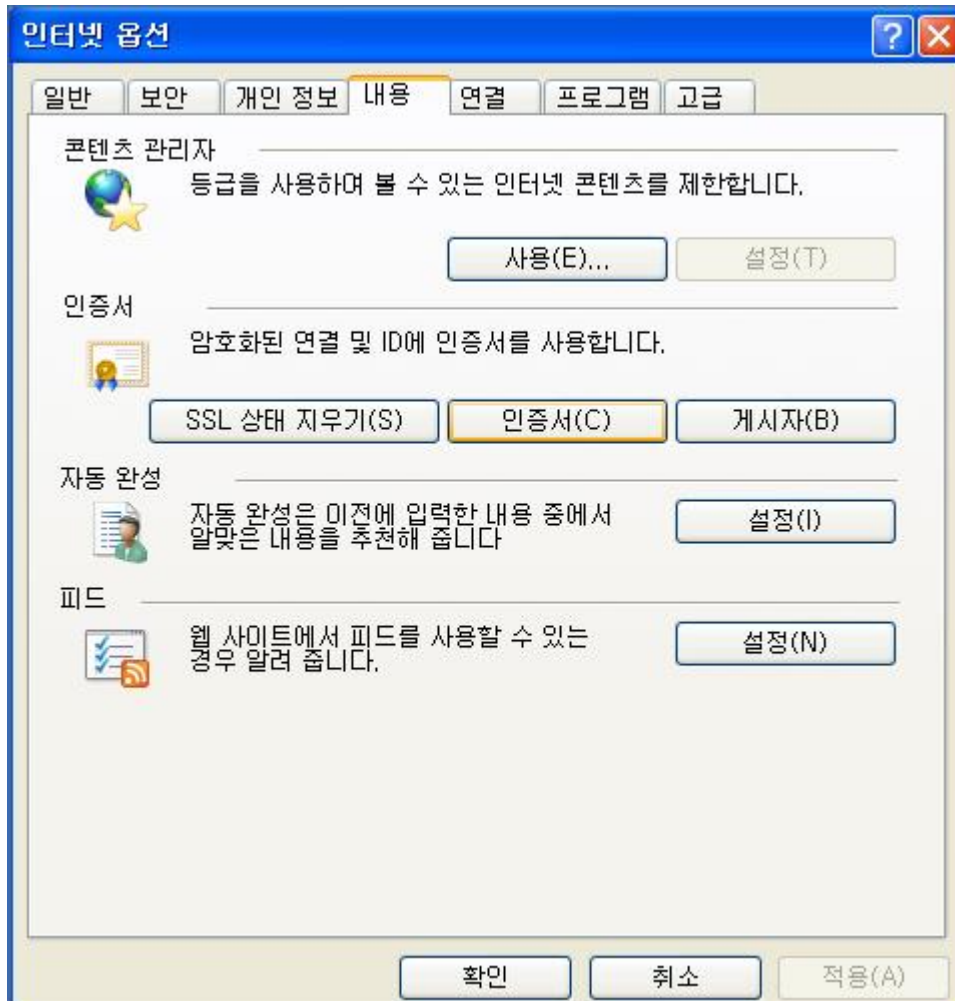 인터넷 옵션
일반 보안 개인 정보 내용 연결 프로그램 고급
콘텐츠 관리자
등급을 사용하여 볼 수 있는 인터넷 콘텐츠를 제한합니다.
사용(E)... 설정(T)
인증서
암호화된 연결 및 ID에 인증서를 사용합니다.
SSL 상태 지우기(S) 인증서(C) 게시자(B)
자동 완성
자동 완성은 이전에 입력한 내용 중에서
알맞은 내용을 추천해 줍니다
설정(I)
피드
웹 사이트에서 피드를 사용할 수 있는
경우 알려 줍니다.
설정(N)
확인 취소 적용(A)